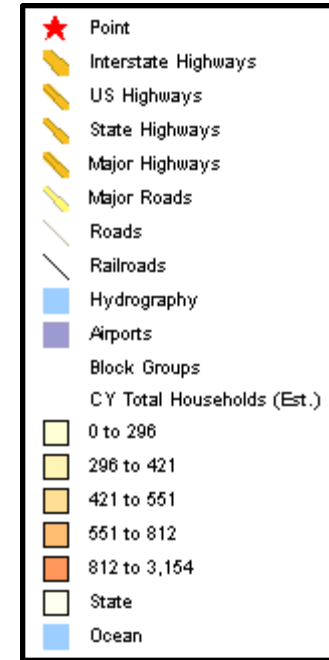 Point
Interstate Highways
US Highways
State Highways
Major Highways
Major Roads
Roads
Railroads
Hydrography
Airports
Block Groups
CY Total Households (Est.)
0 to 296
296 to 421
421 to 551
551 to 812
812 to 3,154
State
Ocean